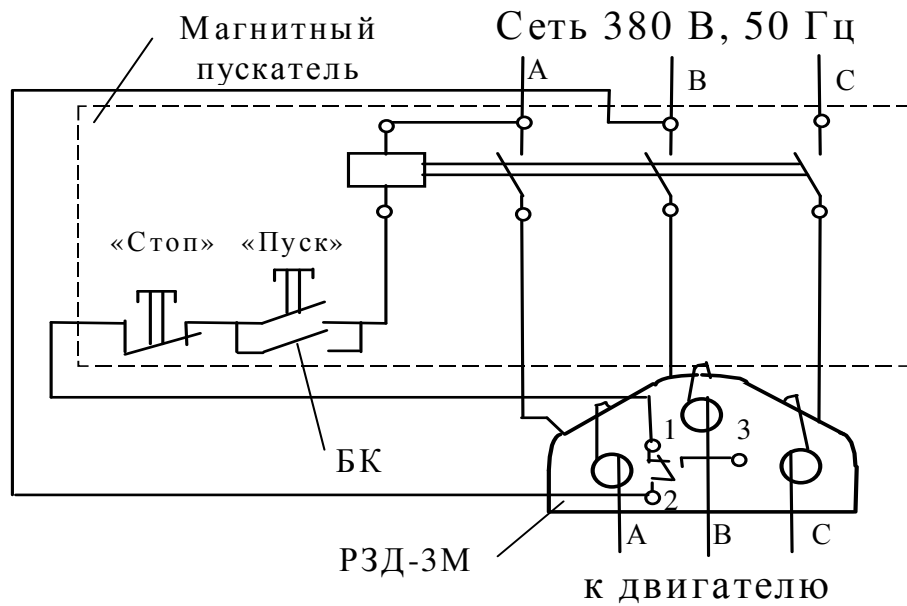 Магнитный
пускатель
Сеть 380 В, 50 Гц
А
В
С
«Стоп»
«Пуск»
БК
1
3
2
РЗД-3М
А
В
С
к двигателю